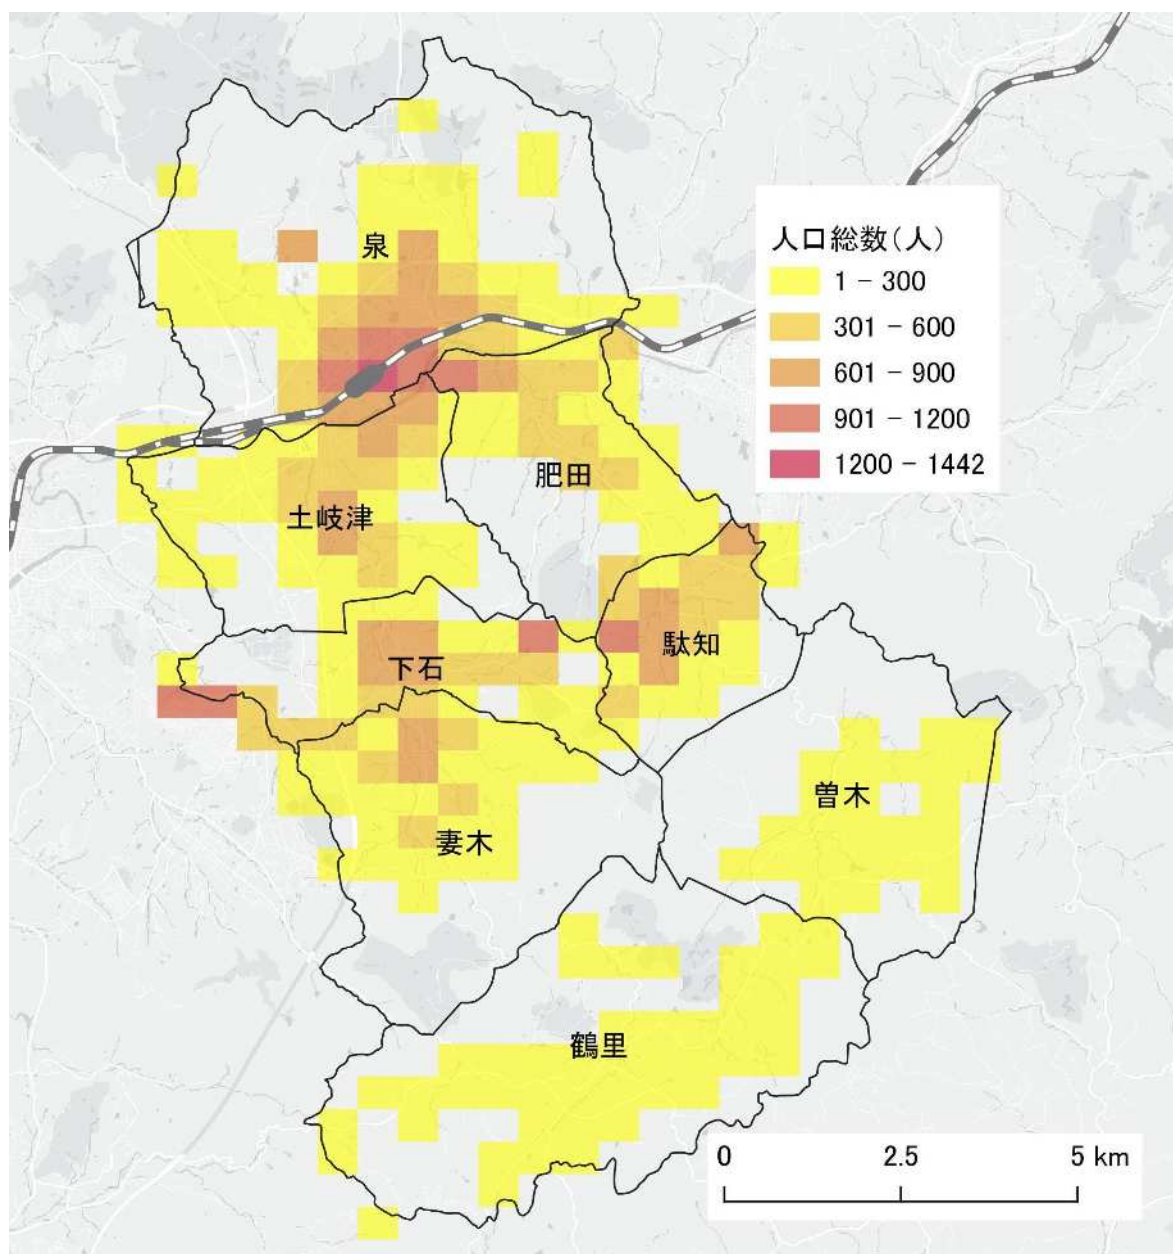 泉
人口総数(人)
1 - 300
301 - 600
601 - 900
901 - 1200
1200 - 1442
肥田
土岐津
駄知
下石
曽木
妻木
鶴里
0 2.5 5 km